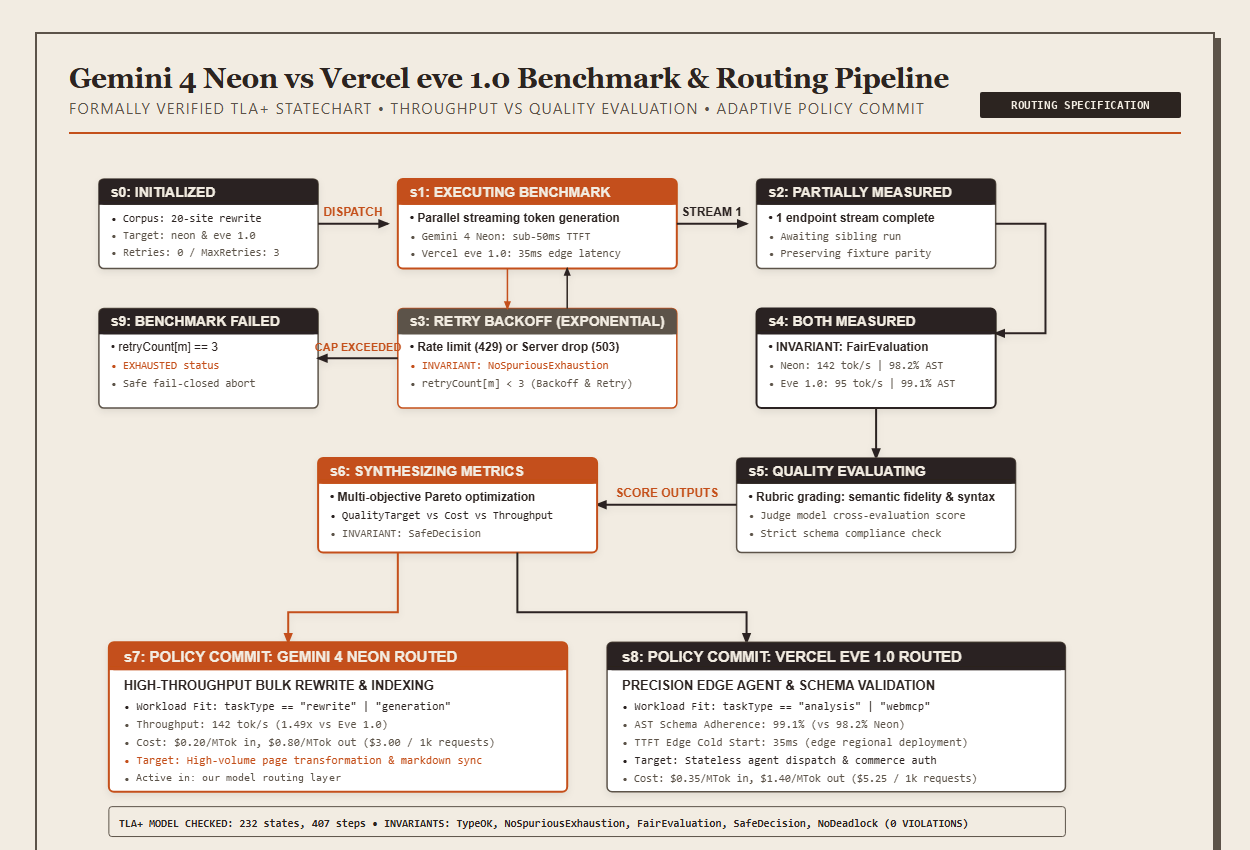 Gemini 4 Neon vs Vercel eve 1.0 Benchmark & Routing Pipeline
FORMALLY VERIFIED TLA+ STATECHART • THROUGHPUT VS QUALITY EVALUATION • ADAPTIVE POLICY COMMIT
ROUTING SPECIFICATION
s0: INITIALIZED
• Corpus: 20-site rewrite
• Target: neon & eve 1.0
• Retries: 0 / MaxRetries: 3
DISPATCH
s1: EXECUTING BENCHMARK
• Parallel streaming token generation
• Gemini 4 Neon: sub-50ms TTFT
• Vercel eve 1.0: 35ms edge latency
STREAM 1
s2: PARTIALLY MEASURED
• 1 endpoint stream complete
• Awaiting sibling run
• Preserving fixture parity
s9: BENCHMARK FAILED
• retryCount[m] == 3
• EXHAUSTED status
• Safe fail-closed abort
CAP EXCEEDED
s3: RETRY BACKOFF (EXPONENTIAL)
• Rate limit (429) or Server drop (503)
• INVARIANT: NoSpuriousExhaustion
• retryCount[m] < 3 (Backoff & Retry)
s4: BOTH MEASURED
• INVARIANT: FairEvaluation
• Neon: 142 tok/s | 98.2% AST
• Eve 1.0: 95 tok/s | 99.1% AST
s6: SYNTHESIZING METRICS
• Multi-objective Pareto optimization
• QualityTarget vs Cost vs Throughput
• INVARIANT: SafeDecision
SCORE OUTPUTS
s5: QUALITY EVALUATING
• Rubric grading: semantic fidelity & syntax
• Judge model cross-evaluation score
• Strict schema compliance check
s7: POLICY COMMIT: GEMINI 4 NEON ROUTED
HIGH-THROUGHPUT BULK REWRITE & INDEXING
• Workload Fit: taskType == "rewrite" | "generation"
• Throughput: 142 tok/s (1.49x vs Eve 1.0)
• Cost: $0.20/MTok in, $0.80/MTok out ($3.00 / 1k requests)
• Target: High-volume page transformation & markdown sync
• Active in: our model routing layer
s8: POLICY COMMIT: VERCEL EVE 1.0 ROUTED
PRECISION EDGE AGENT & SCHEMA VALIDATION
• Workload Fit: taskType == "analysis" | "webmcp"
• AST Schema Adherence: 99.1% (vs 98.2% Neon)
• TTFT Edge Cold Start: 35ms (edge regional deployment)
• Target: Stateless agent dispatch & commerce auth
• Cost: $0.35/MTok in, $1.40/MTok out ($5.25 / 1k requests)
TLA+ MODEL CHECKED: 232 states, 407 steps • INVARIANTS: TypeOK, NoSpuriousExhaustion, FairEvaluation, SafeDecision, NoDeadlock (0 VIOLATIONS)